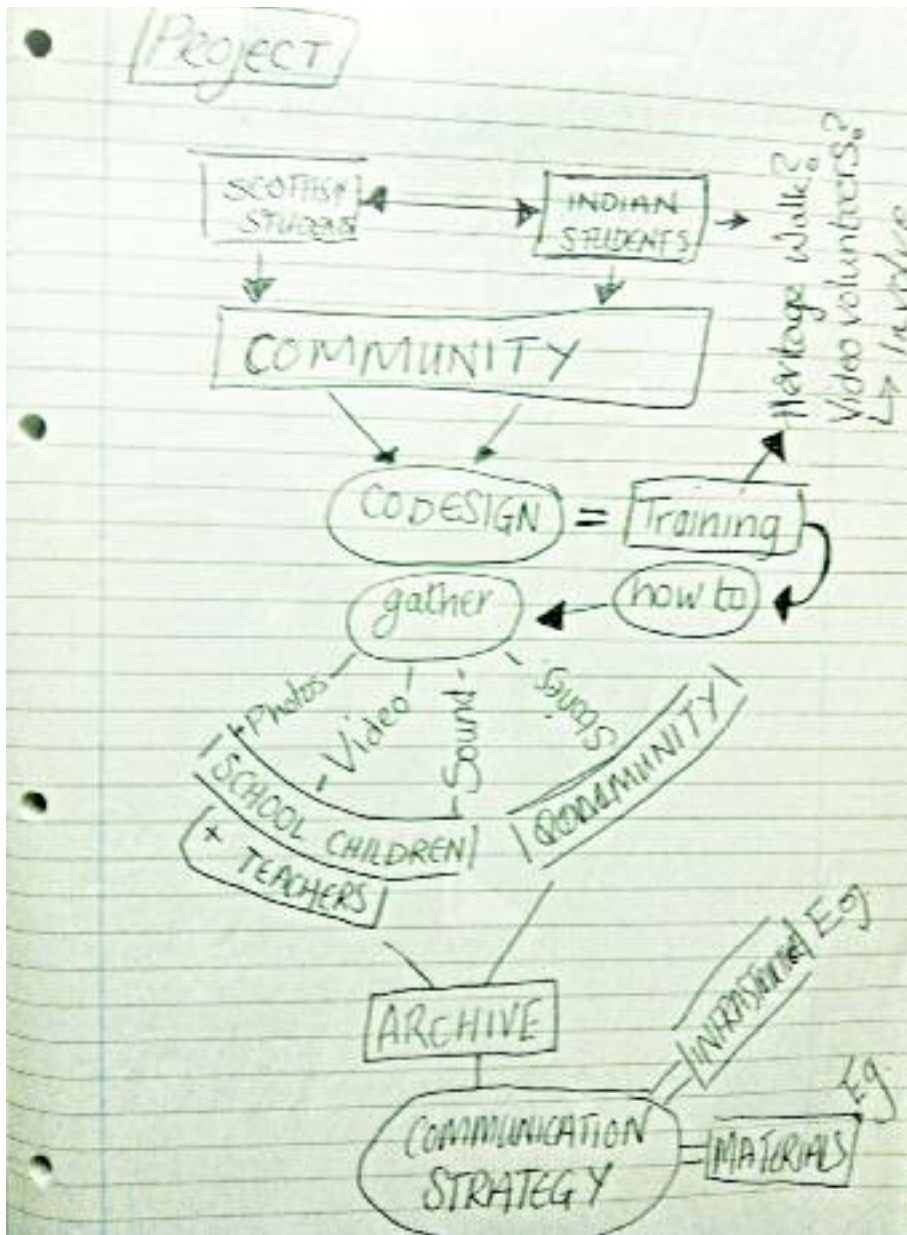 PROJECT
SCOTTISH
STUDENTS
INDIAN
STUDENTS
Heritage Walk?
Video volunteers?
↳ Involve
COMMUNITY
CODESIGN = Training
how to
gather
Photos
Video
Sound
SCHOOL CHILDREN
+ TEACHERS
COMMUNITY
ARCHIVE
COMMUNICATION
STRATEGY
Eg
MATERIALS
Eg.